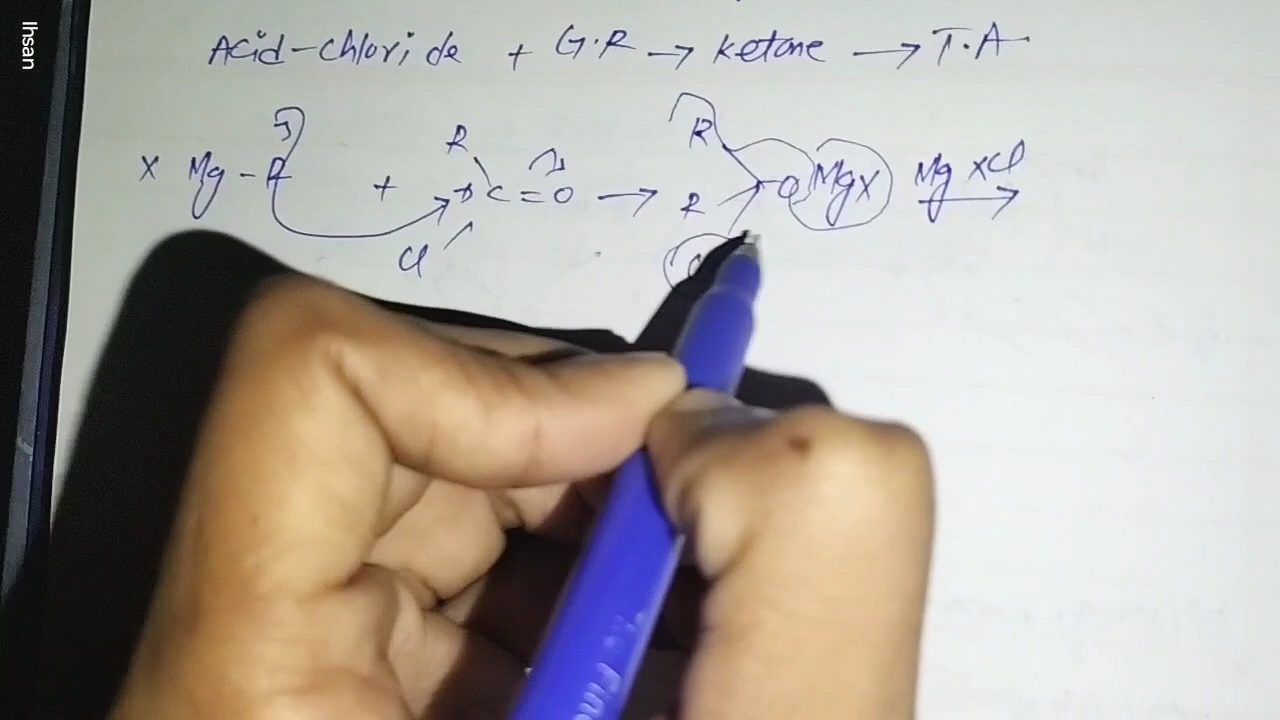 Ihsan
Acid-chloride + G.R → ketone → T.A
R R
X Mg-R + C=O → R O MgX Mg XCl →
Cl